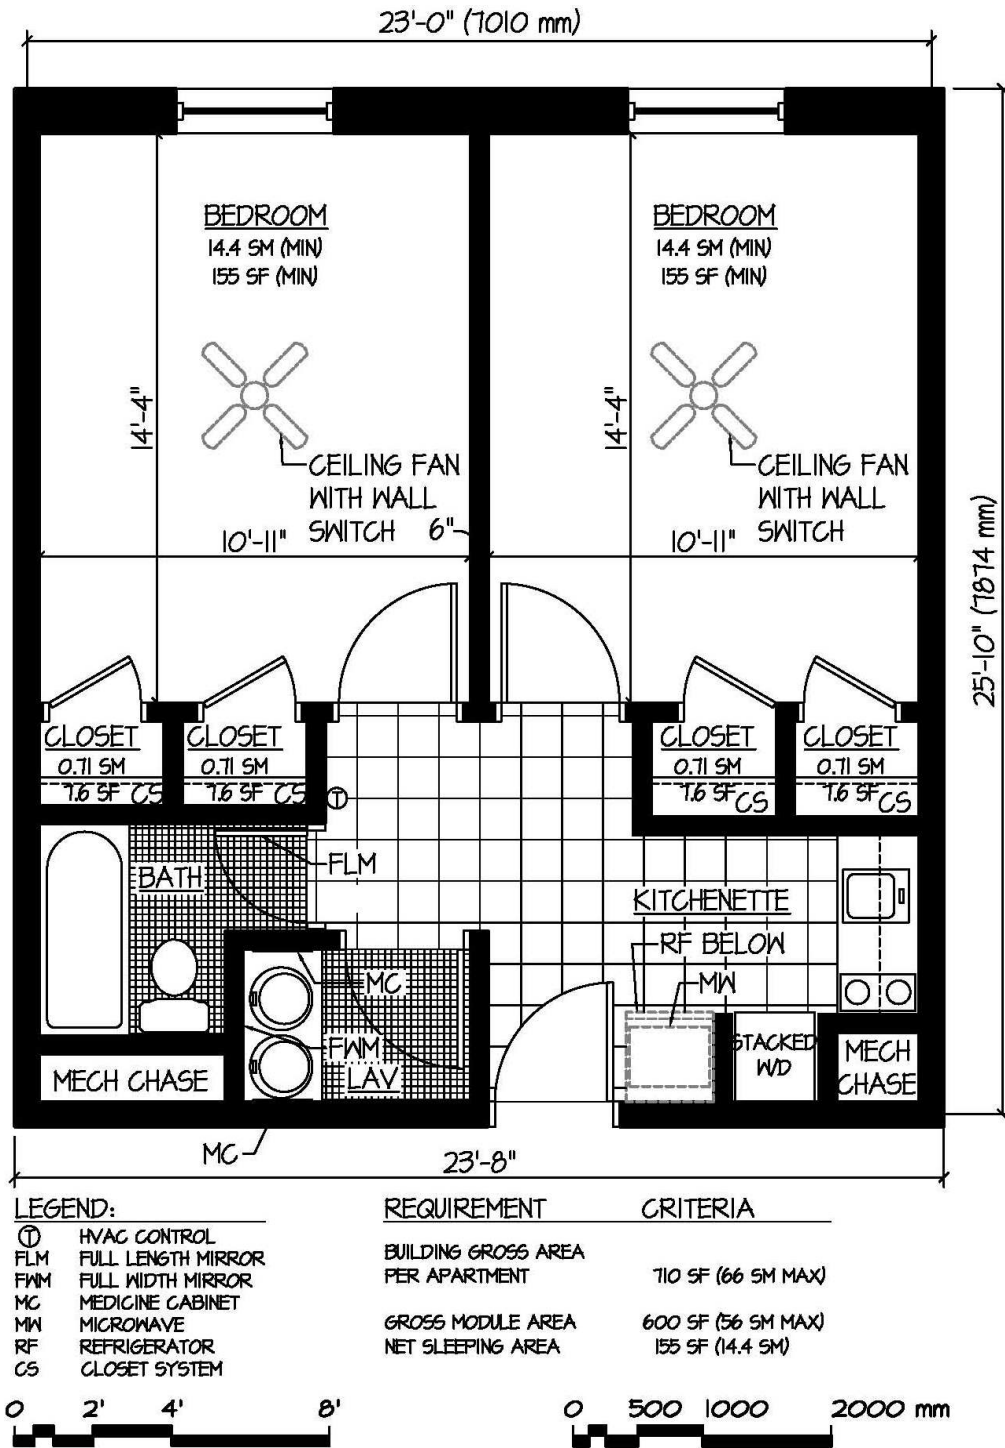 23'-0" (7010 mm)
BEDROOM
14.4 SM (MIN)
155 SF (MIN)
BEDROOM
14.4 SM (MIN)
155 SF (MIN)
14'-4"
14'-4"
CEILING FAN
WITH WALL
SWITCH
CEILING FAN
WITH WALL
SWITCH
6"
10'-11"
10'-11"
25'-10" (7874 mm)
CLOSET
0.71 SM
7.6 SF CS
CLOSET
0.71 SM
7.6 SF CS
CLOSET
0.71 SM
7.6 SF CS
CLOSET
0.71 SM
7.6 SF CS
T
FLM
BATH
KITCHENETTE
RF BELOW
MC
MW
FWM
LAV
STACKED
W/D
MECH
CHASE
MECH CHASE
MC
23'-8"
LEGEND:
T HVAC CONTROL
FLM FULL LENGTH MIRROR
FWM FULL WIDTH MIRROR
MC MEDICINE CABINET
MW MICROWAVE
RF REFRIGERATOR
CS CLOSET SYSTEM
REQUIREMENT CRITERIA
BUILDING GROSS AREA
PER APARTMENT 710 SF (66 SM MAX)
GROSS MODULE AREA 600 SF (56 SM MAX)
NET SLEEPING AREA 155 SF (14.4 SM)
0 2' 4' 8'
0 500 1000 2000 mm